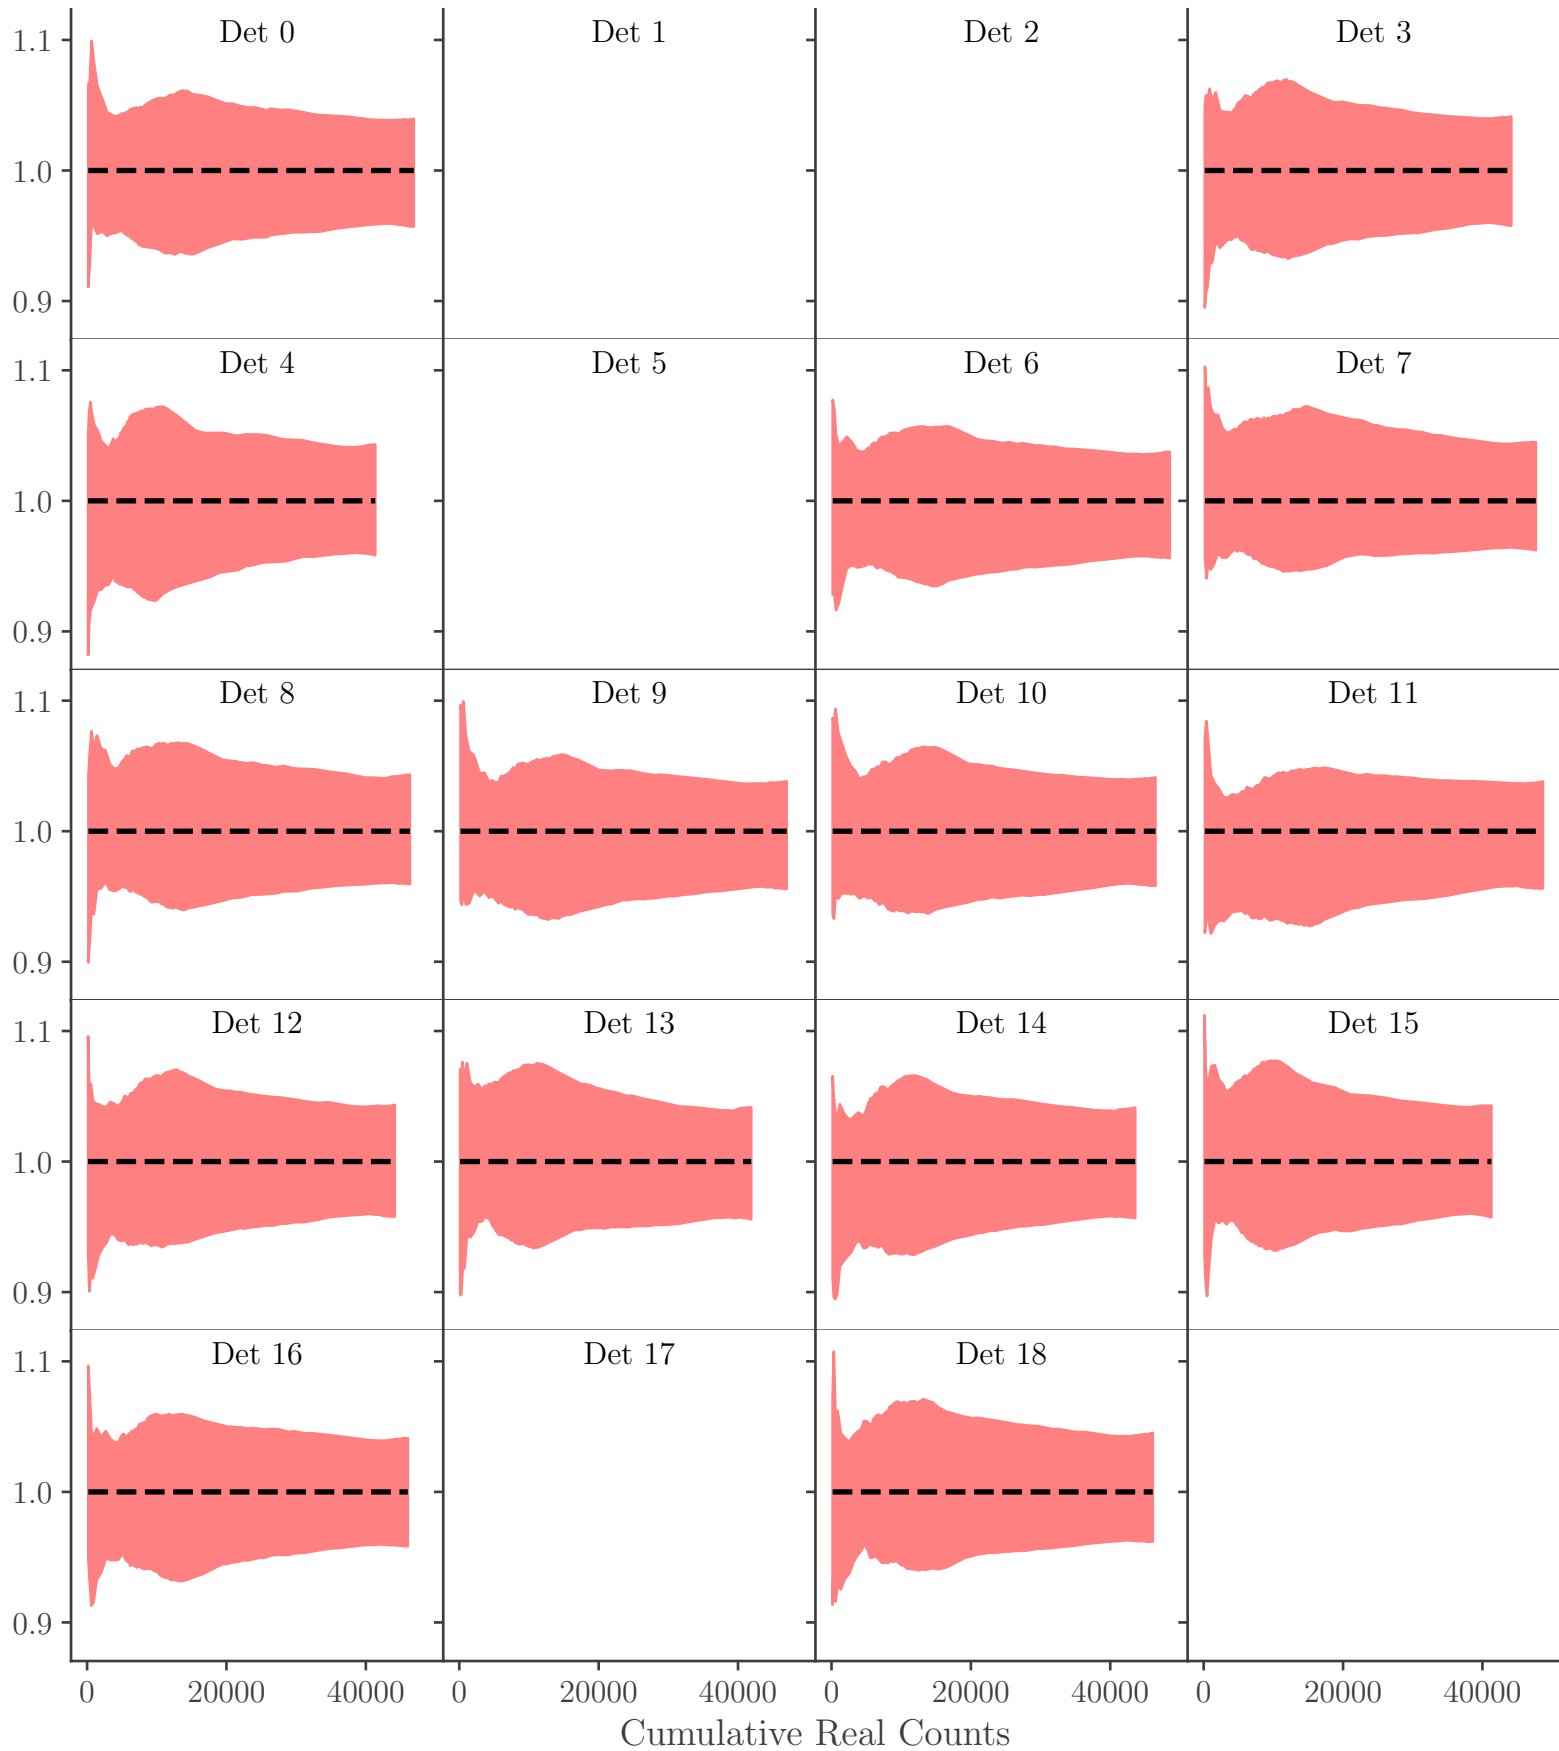 Det 0 Det 1 Det 2 Det 3
1.1
1.0
0.9
Det 4 Det 5 Det 6 Det 7
1.1
1.0
0.9
Det 8 Det 9 Det 10 Det 11
1.1
1.0
0.9
Det 12 Det 13 Det 14 Det 15
1.1
1.0
0.9
Det 16 Det 17 Det 18
1.1
1.0
0.9
0 20000 40000 0 20000 40000 0 20000 40000 0 20000 40000
Cumulative Real Counts